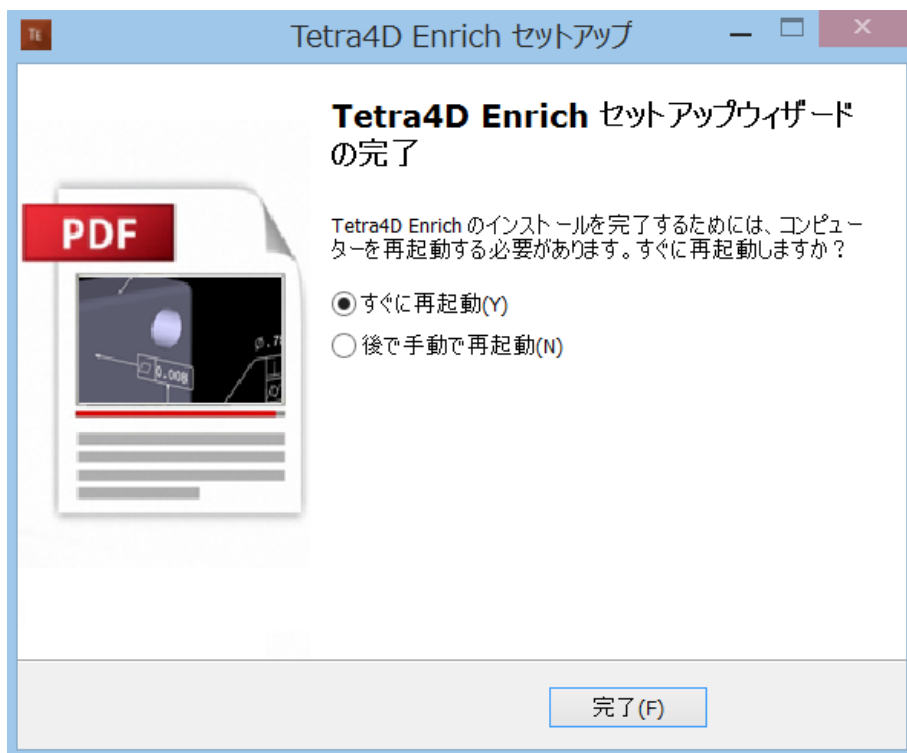 TE
Tetra4D Enrich セットアップ
Tetra4D Enrich セットアップウィザード
の完了
Tetra4D Enrich のインストールを完了するためには、コンピュー
ターを再起動する必要があります。すぐに再起動しますか？
PDF
すぐに再起動(Y)
後で手動で再起動(N)
0.008
完了(F)